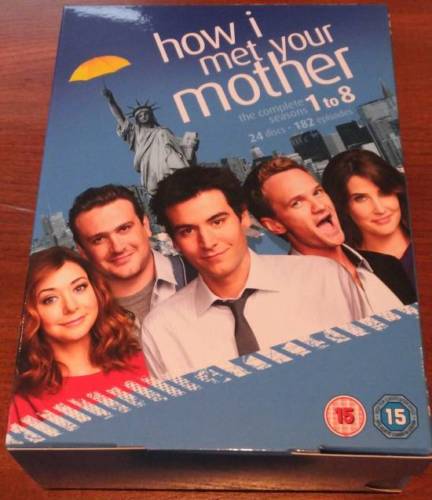 how i
met your
mother
the complete
seasons 1 to 8
24 discs - 182 episodes
15
15